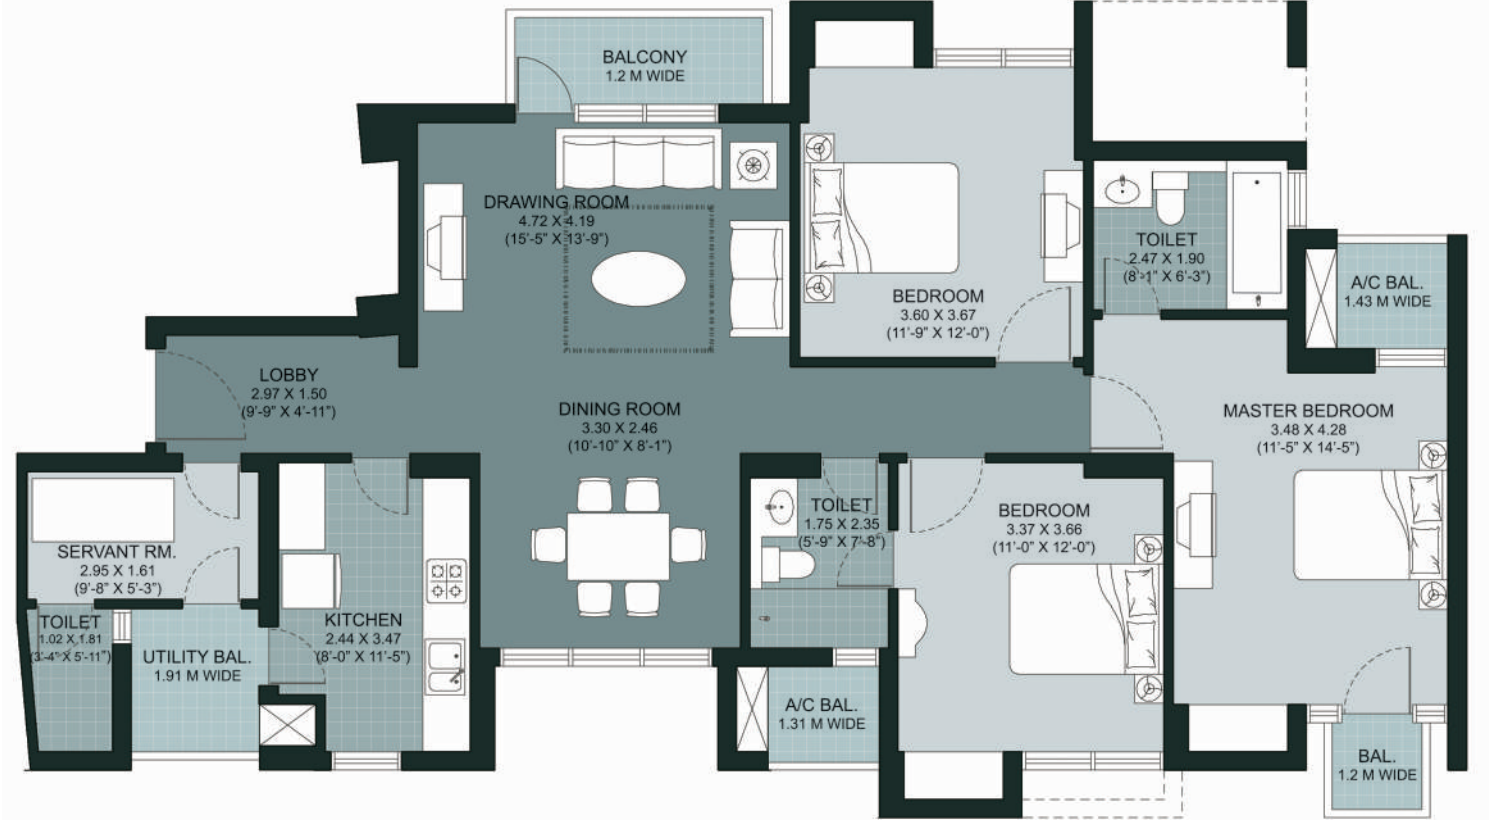 BALCONY
1.2 M WIDE
DRAWING ROOM
4.72 X 4.19
(15'-5" X 13'-9")
BEDROOM
3.60 X 3.67
(11'-9" X 12'-0")
TOILET
2.47 X 1.90
(8'-1" X 6'-3")
A/C BAL.
1.43 M WIDE
LOBBY
2.97 X 1.50
(9'-9" X 4'-11")
DINING ROOM
3.30 X 2.46
(10'-10" X 8'-1")
MASTER BEDROOM
3.48 X 4.28
(11'-5" X 14'-5")
SERVANT RM.
2.95 X 1.61
(9'-8" X 5'-3")
TOILET
1.75 X 2.35
(5'-9" X 7'-8")
BEDROOM
3.37 X 3.66
(11'-0" X 12'-0")
TOILET
1.02 X 1.81
(3'-4" X 5'-11")
UTILITY BAL.
1.91 M WIDE
KITCHEN
2.44 X 3.47
(8'-0" X 11'-5")
A/C BAL.
1.31 M WIDE
BAL.
1.2 M WIDE